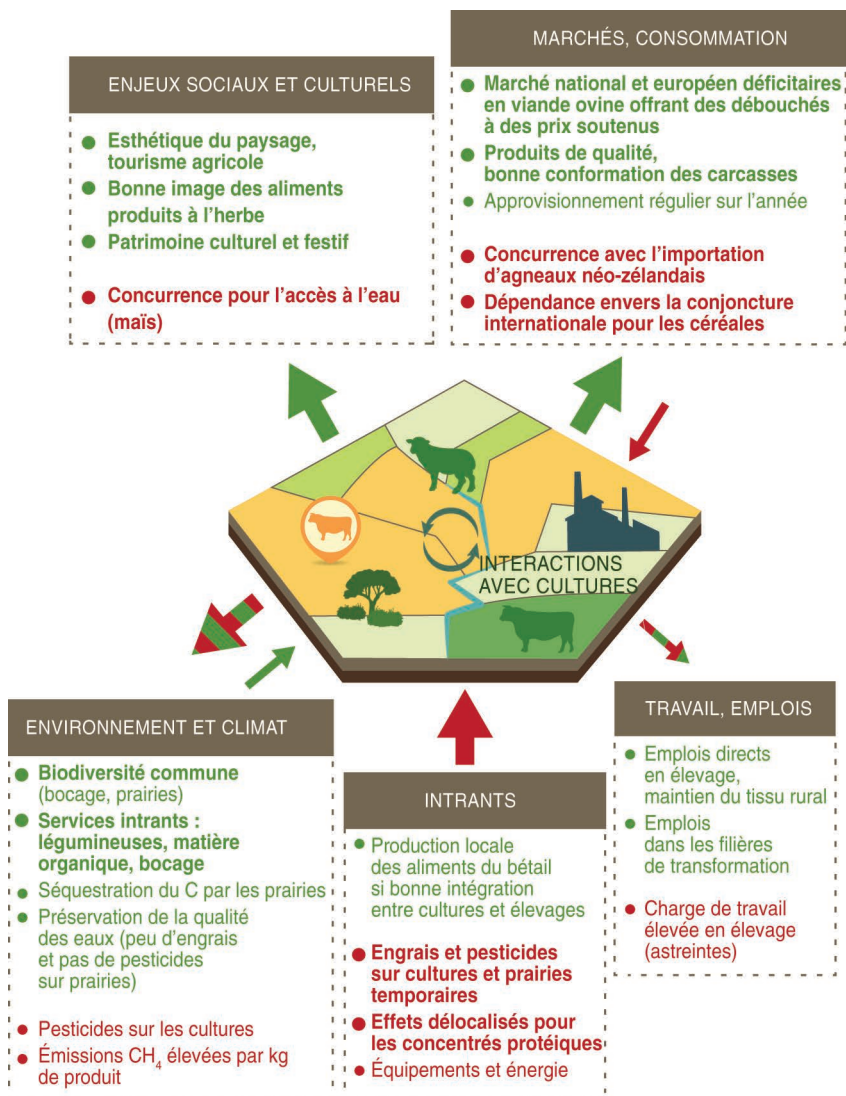 MARCHÉS, CONSOMMATION
● Marché national et européen déficitaires
en viande ovine offrant des débouchés
à des prix soutenus
● Produits de qualité,
bonne conformation des carcasses
● Approvisionnement régulier sur l'année
● Concurrence avec l'importation
d'agneaux néo-zélandais
● Dépendance envers la conjoncture
internationale pour les céréales
ENJEUX SOCIAUX ET CULTURELS
● Esthétique du paysage,
tourisme agricole
● Bonne image des aliments
produits à l'herbe
● Patrimoine culturel et festif
● Concurrence pour l'accès à l'eau
(maïs)
INTERACTIONS
AVEC CULTURES
ENVIRONNEMENT ET CLIMAT
● Biodiversité commune
(bocage, prairies)
● Services intrants :
légumineuses, matière
organique, bocage
● Séquestration du C par les prairies
● Préservation de la qualité
des eaux (peu d'engrais
et pas de pesticides
sur prairies)
● Pesticides sur les cultures
● Émissions CH4 élevées par kg
de produit
INTRANTS
● Production locale
des aliments du bétail
si bonne intégration
entre cultures et élevages
● Engrais et pesticides
sur cultures et prairies
temporaires
● Effets délocalisés pour
les concentrés protéiques
● Équipements et énergie
TRAVAIL, EMPLOIS
● Emplois directs
en élevage,
maintien du tissu rural
● Emplois
dans les filières
de transformation
● Charge de travail
élevée en élevage
(astreintes)